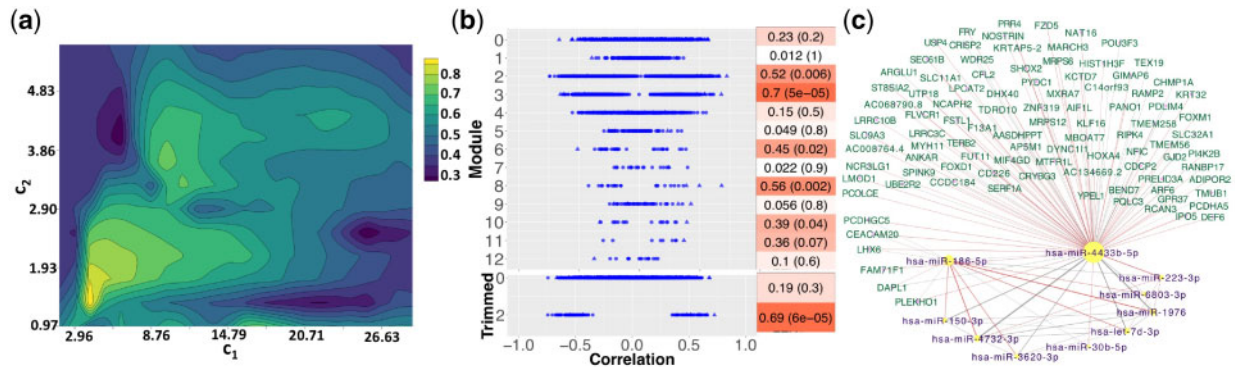 (a)
4.83
3.86
2.90
1.93
0.97
c2
2.96
8.76
14.79
20.71
26.63
c1
0.8
0.7
0.6
0.5
0.4
0.3
(b)
Module
0
1
2
3
4
5
6
7
8
9
10
11
12
0.23 (0.2)
0.012 (1)
0.52 (0.006)
0.7 (5e-05)
0.15 (0.5)
0.049 (0.8)
0.45 (0.02)
0.022 (0.9)
0.56 (0.002)
0.056 (0.8)
0.39 (0.04)
0.36 (0.07)
0.1 (0.6)
Trimmed
0
2
0.19 (0.3)
0.69 (6e-05)
-1.0
-0.5
0.0
0.5
1.0
Correlation
(c)
PRR4
FZD5
FRY
NOSTRIN
NAT16
USP4
CRISP2
KRTAP5-2
MARCH3
POU3F3
SEC61B
WDR25
MRPS6
HIST1H3F
TEX19
ARGLU1
CFL2
SHOX2
KCTD7
GIMAP6
SLC11A1
PYDC1
C14orf93
CHMP1A
ST8SIA2
LPCAT2
DHX40
MXRA7
RAMP2
KRT32
UTP18
AC068790.8
NCAPH2
TDRD10
ZNF319
AIF1L
PANO1
PDLIM4
LRRC10B
FLVCR1
FSTL1
F13A1
MRPS12
KLF16
TMEM258
FOXM1
SLC9A3
LRRC3C
AASDHPPT
MBOAT7
RIPK4
SLC32A1
AC008764.4
MYH11
TERB2
AP5M1
DYNC1I1
NFIC
TMEM56
ANKAR
FUT11
MIF4GD
HOXA4
GJD2
PI4K2B
NCR3LG1
FOXD1
MTFR1L
CDCP2
RANBP17
LMOD1
SPINK9
CD226
CRYBG3
AC134669.2
PRELID3A
ADIPOR2
PCOLCE
UBE2R2
CCDC184
SERF1A
YPEL1
BEND7
ARF6
TMUB1
PQLC3
GPR37
PCDHA5
PCDHGC5
RCAN3
IPO5
DEF6
CEACAM20
LHX6
hsa-miR-4433b-5p
hsa-miR-186-5p
FAM71F1
hsa-miR-223-3p
DAPL1
hsa-miR-6803-3p
PLEKHO1
hsa-miR-1976
hsa-miR-150-3p
hsa-let-7d-3p
hsa-miR-4732-3p
hsa-miR-30b-5p
hsa-miR-3620-3p